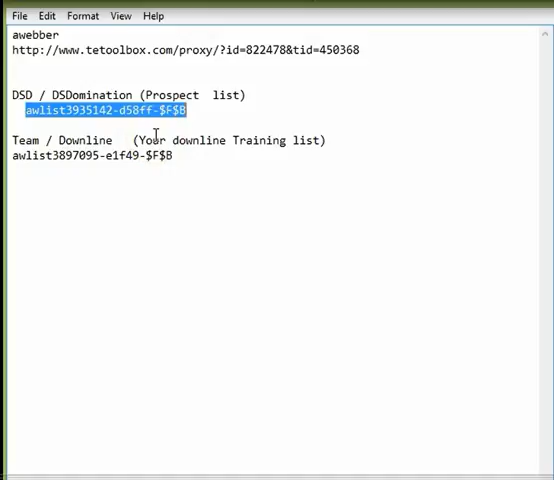 File Edit Format View Help
awebber
http://www.tetoolbox.com/proxy/?id=822478&tid=450368
DSD / DSDomination (Prospect list)
awlist3935142-d58ff-$F$B
Team / Downline (Your downline Training list)
awlist3897095-e1f49-$F$B